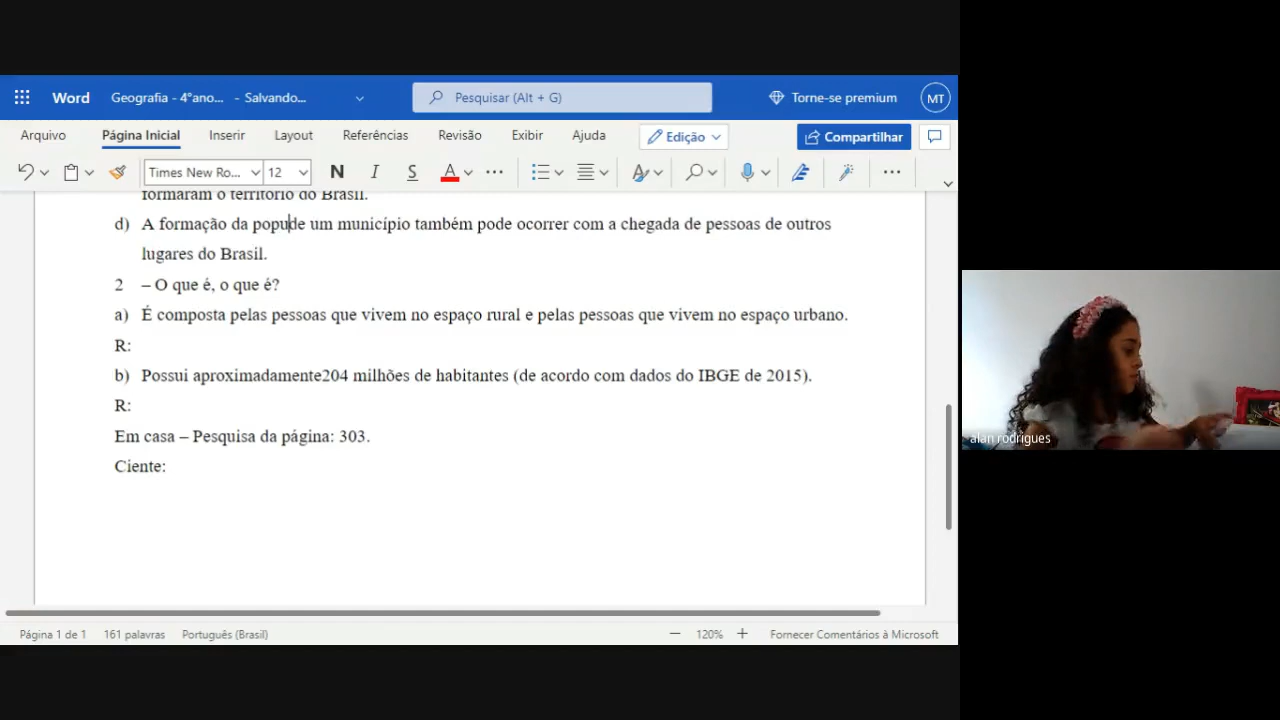 Word Geografia - 4°ano... - Salvando... Pesquisar (Alt + G) Torne-se premium MT
Arquivo Página Inicial Inserir Layout Referências Revisão Exibir Ajuda Edição Compartilhar
Times New Ro... 12 N I S A
formaram o território do Brasil.
d) A formação da popude um município também pode ocorrer com a chegada de pessoas de outros
lugares do Brasil.
2 – O que é, o que é?
a) É composta pelas pessoas que vivem no espaço rural e pelas pessoas que vivem no espaço urbano.
R:
b) Possui aproximadamente204 milhões de habitantes (de acordo com dados do IBGE de 2015).
R:
Em casa – Pesquisa da página: 303.
Ciente:
Página 1 de 1 161 palavras Português (Brasil) 120% Fornecer Comentários à Microsoft
alan rodrigues